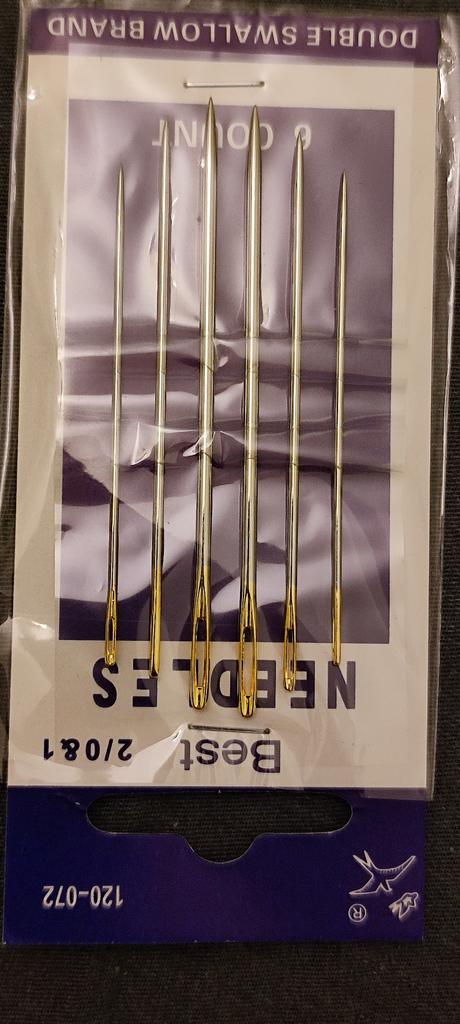 ® 120-072
Best 2/0&1
NEEDLES
6 COUNT
DOUBLE SWALLOW BRAND